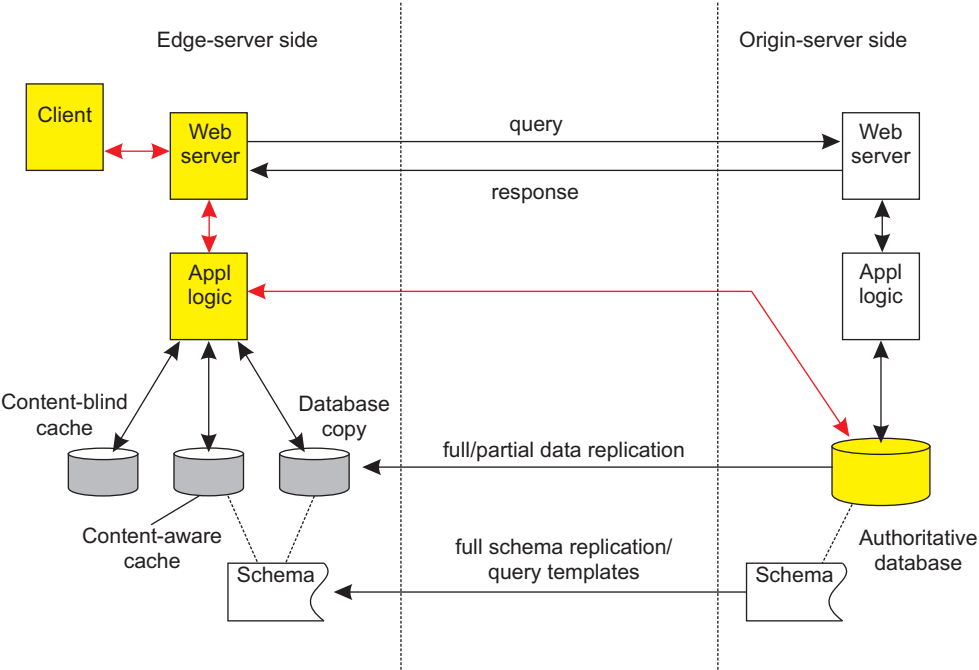 Edge-server side
Origin-server side
Client
Web
server
query
response
Web
server
Appl
logic
Appl
logic
Content-blind
cache
Database
copy
full/partial data replication
Content-aware
cache
full schema replication/
query templates
Authoritative
database
Schema
Schema